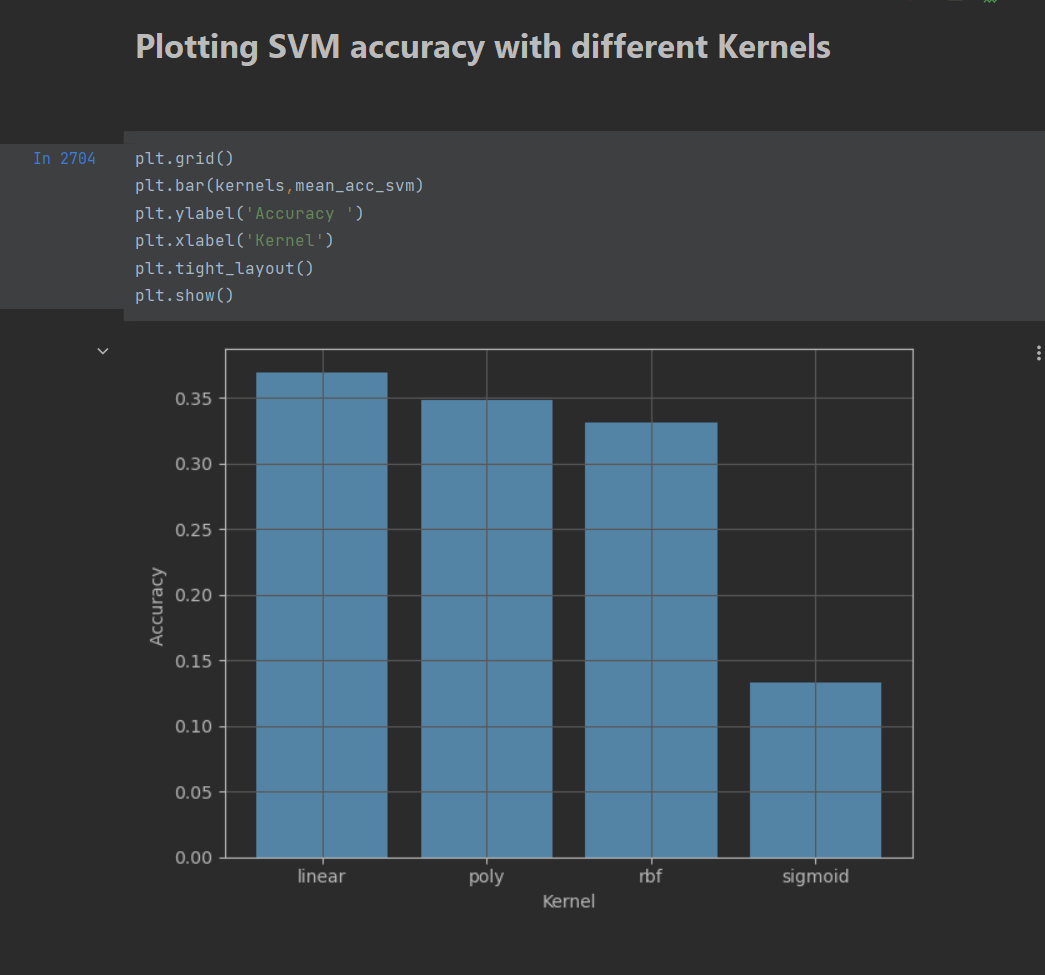 Plotting SVM accuracy with different Kernels
In 2704
plt.grid()
plt.bar(kernels,mean_acc_svm)
plt.ylabel('Accuracy ')
plt.xlabel('Kernel')
plt.tight_layout()
plt.show()
0.35
0.30
0.25
0.20
0.15
0.10
0.05
0.00
Accuracy
linear poly rbf sigmoid
Kernel